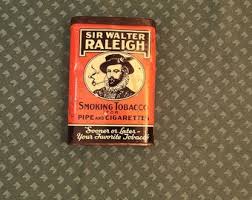 SIR WALTER
RALEIGH
SMOKING TOBACCO
FOR
PIPE AND CIGARETTES
Sooner or Later-
Your Favorite Tobacco